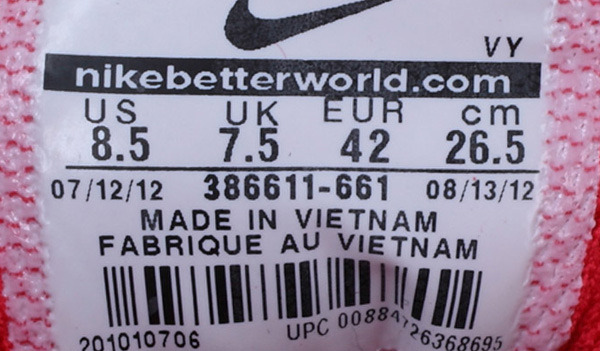 VY
nikebetterworld.com
US UK EUR cm
8.5 7.5 42 26.5
07/12/12 386611-661 08/13/12
MADE IN VIETNAM
FABRIQUE AU VIETNAM
201010706 UPC 00884726368695